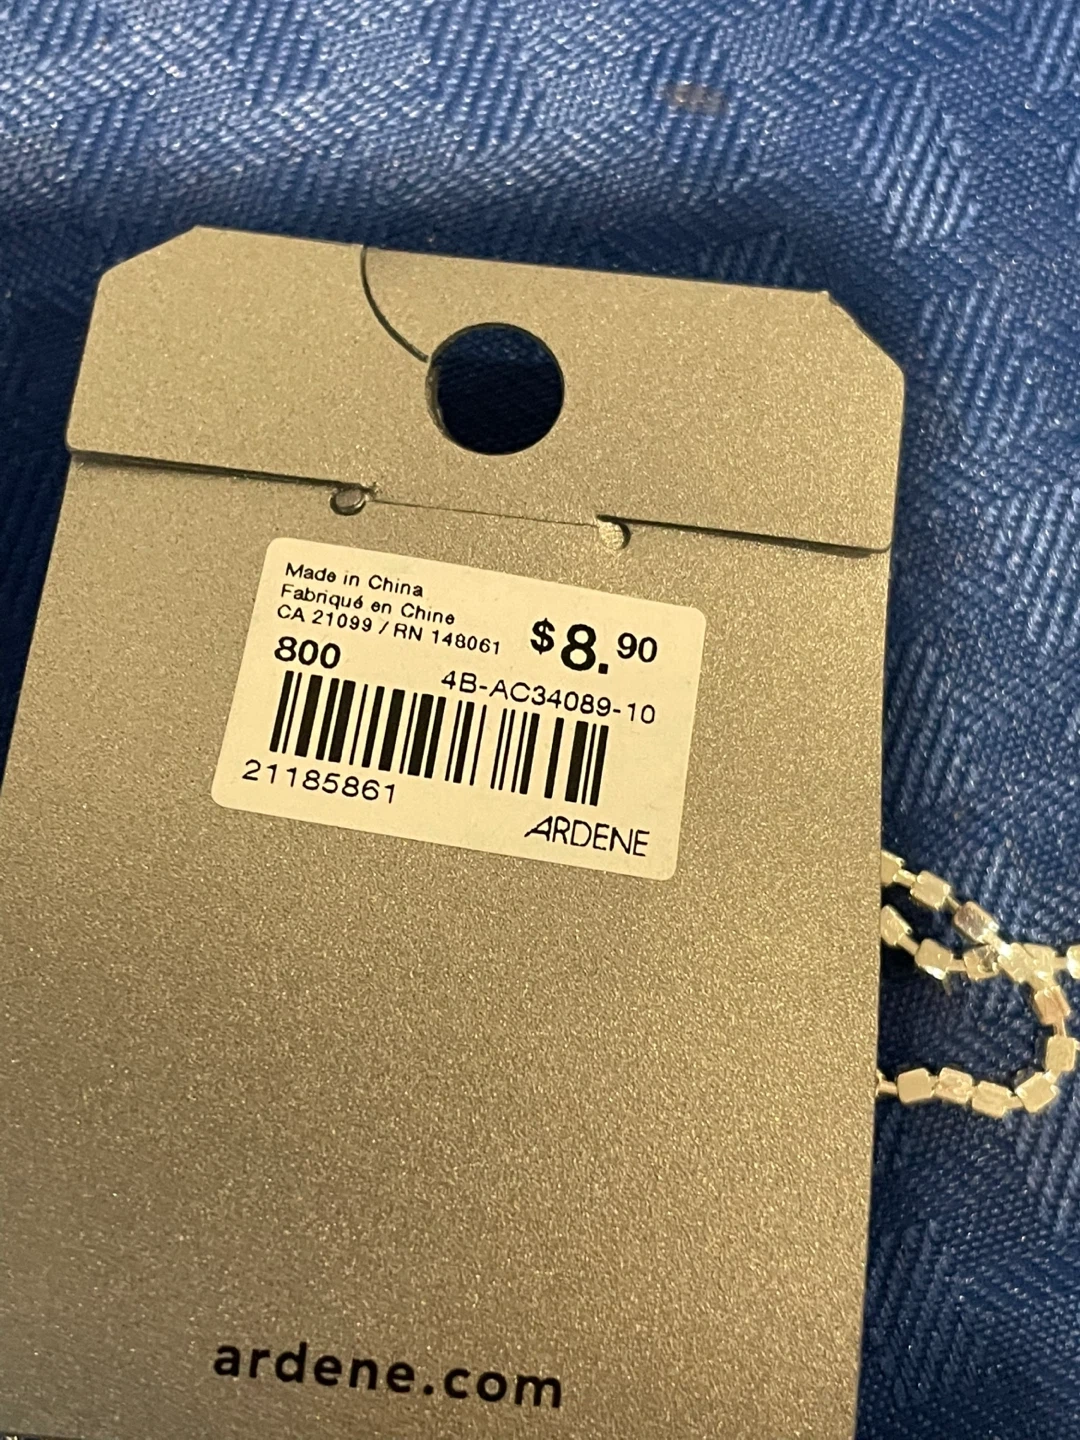 Made in China
Fabriqué en Chine
CA 21099 / RN 148061
$8.90
800
4B-AC34089-10
21185861
ARDENE
ardene.com